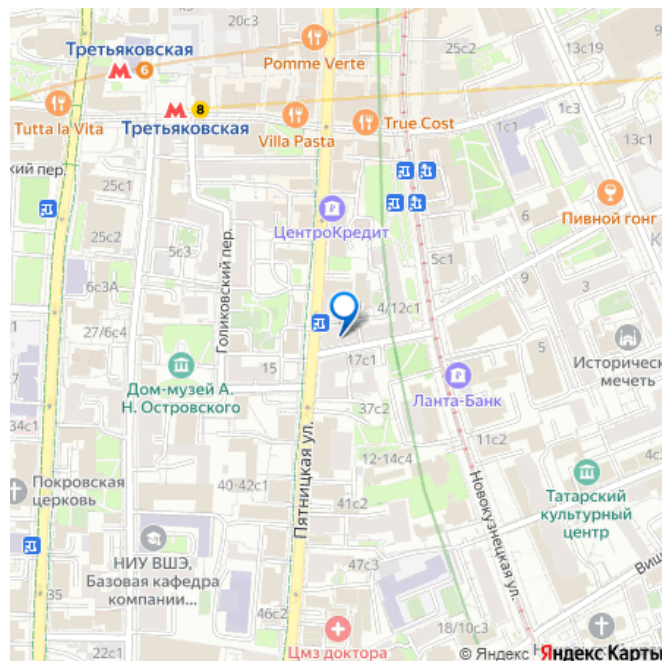 20с3
Третьяковская
6
Pomme Verte
25с2
13с19
8
Tutta la Vita
Третьяковская
Villa Pasta
True Cost
1с3
1с1
13с1
кий пер.
25с2
5с3
Голиковский пер.
ЦентроКредит
6
Пивной гонг
К
5с1
9
6с3А
3
27/6с4
4/12с1
17с1
5
Историческ
мечеть
15
Дом-музей А.
Н. Островского
Ланта-Банк
37с2
34с1
Пятницкая ул.
11с2
12-14с4
Покровская
церковь
40-42с1
41с2
Новокузнецкая ул.
Татарский
культурный
центр
НИУ ВШЭ,
Базовая кафедра
компании...
47с3
Виш
35
46с2
22с1
Цмз доктора
18/10с3
© Яндекс
Яндекс Карты